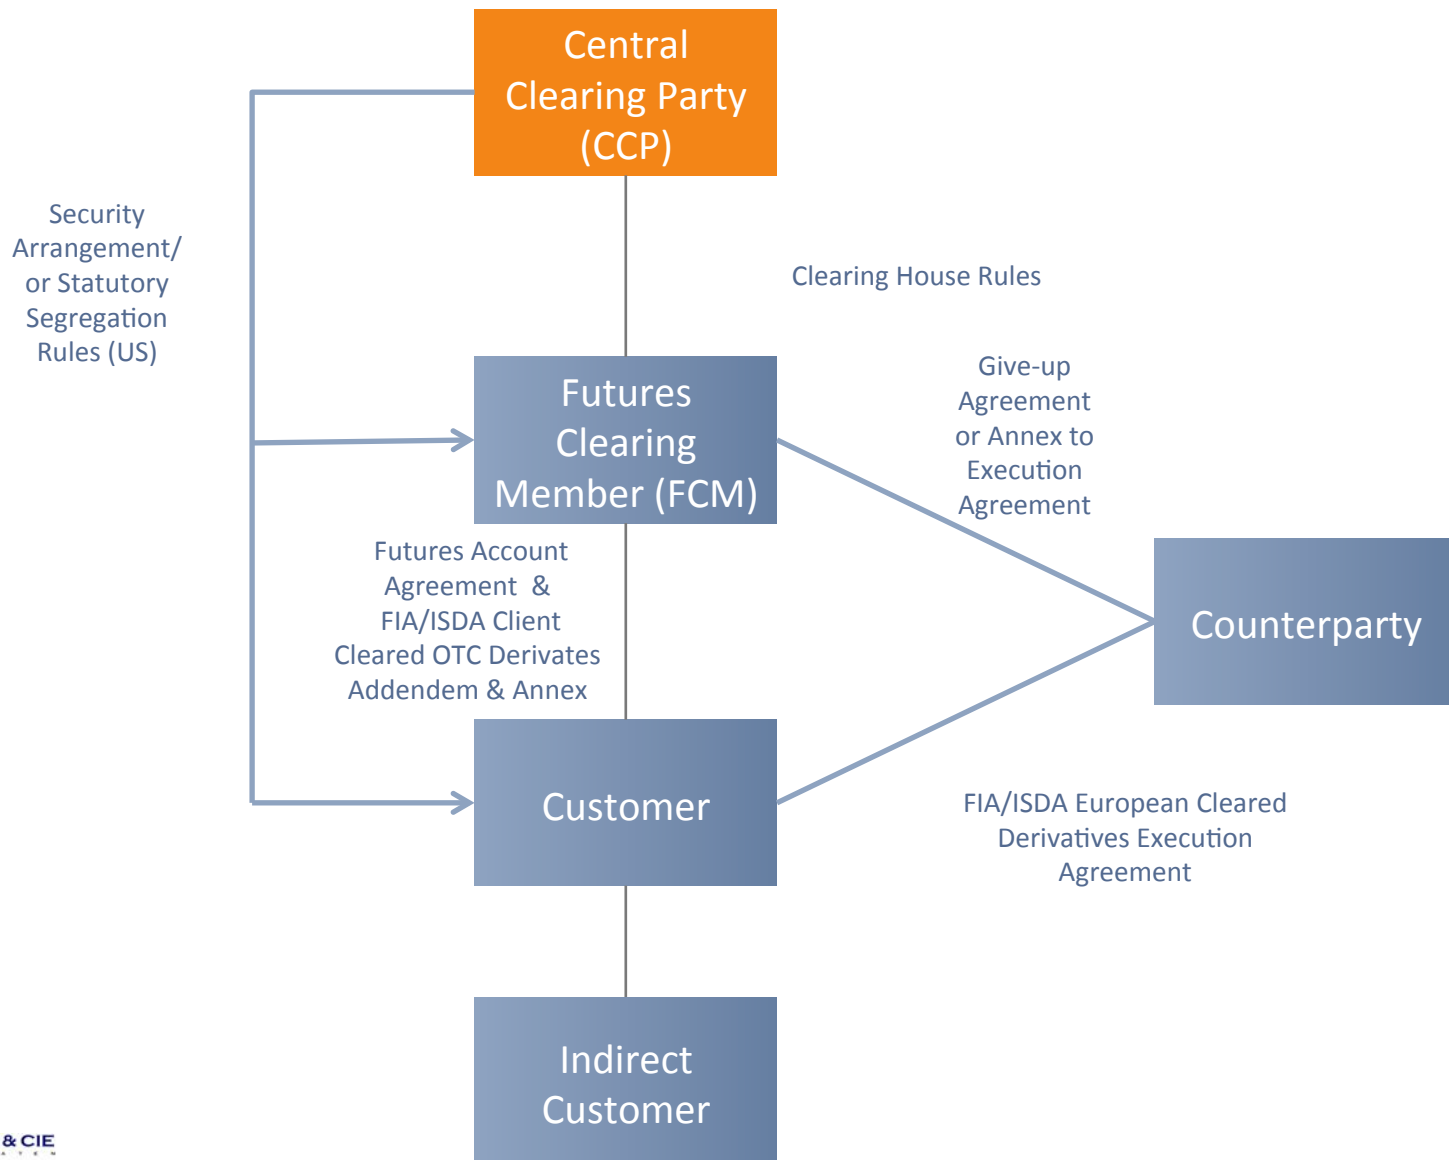 Central
Clearing Party
(CCP)
Security
Arrangement/
or Statutory
Segregation
Rules (US)
Clearing House Rules
Futures
Clearing
Member (FCM)
Give-up
Agreement
or Annex to
Execution
Agreement
Futures Account
Agreement &
FIA/ISDA Client
Cleared OTC Derivates
Addendem & Annex
Counterparty
Customer
FIA/ISDA European Cleared
Derivatives Execution
Agreement
Indirect
Customer
& CIE
A T E N